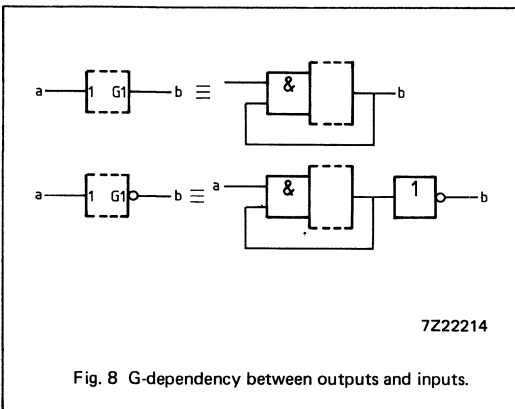 a 1 G1 b ≡ & b
a 1 G1 b ≡ a & 1 b
7Z22214
Fig. 8 G-dependency between outputs and inputs.